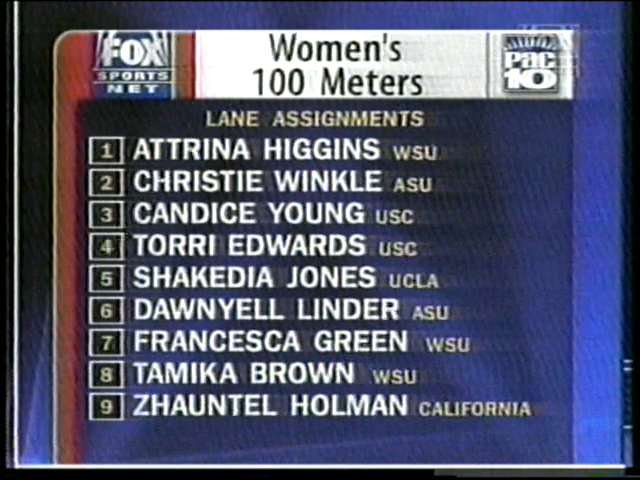 FOX
SPORTS
NET
Women's
100 Meters
PAC
10
LANE ASSIGNMENTS
1 ATTRINA HIGGINS WSU
2 CHRISTIE WINKLE ASU
3 CANDICE YOUNG USC
4 TORRI EDWARDS USC
5 SHAKEDIA JONES UCLA
6 DAWNYELL LINDER ASU
7 FRANCESCA GREEN WSU
8 TAMIKA BROWN WSU
9 ZHAUNTEL HOLMAN CALIFORNIA